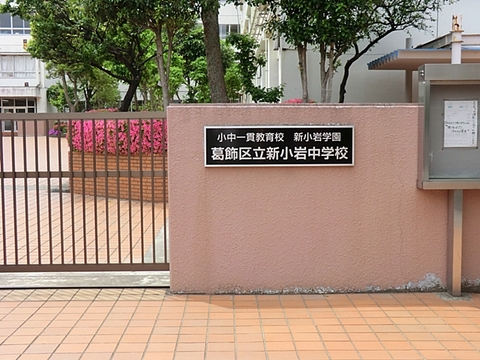 小中一貫教育校　新小岩学園
葛飾区立新小岩中学校